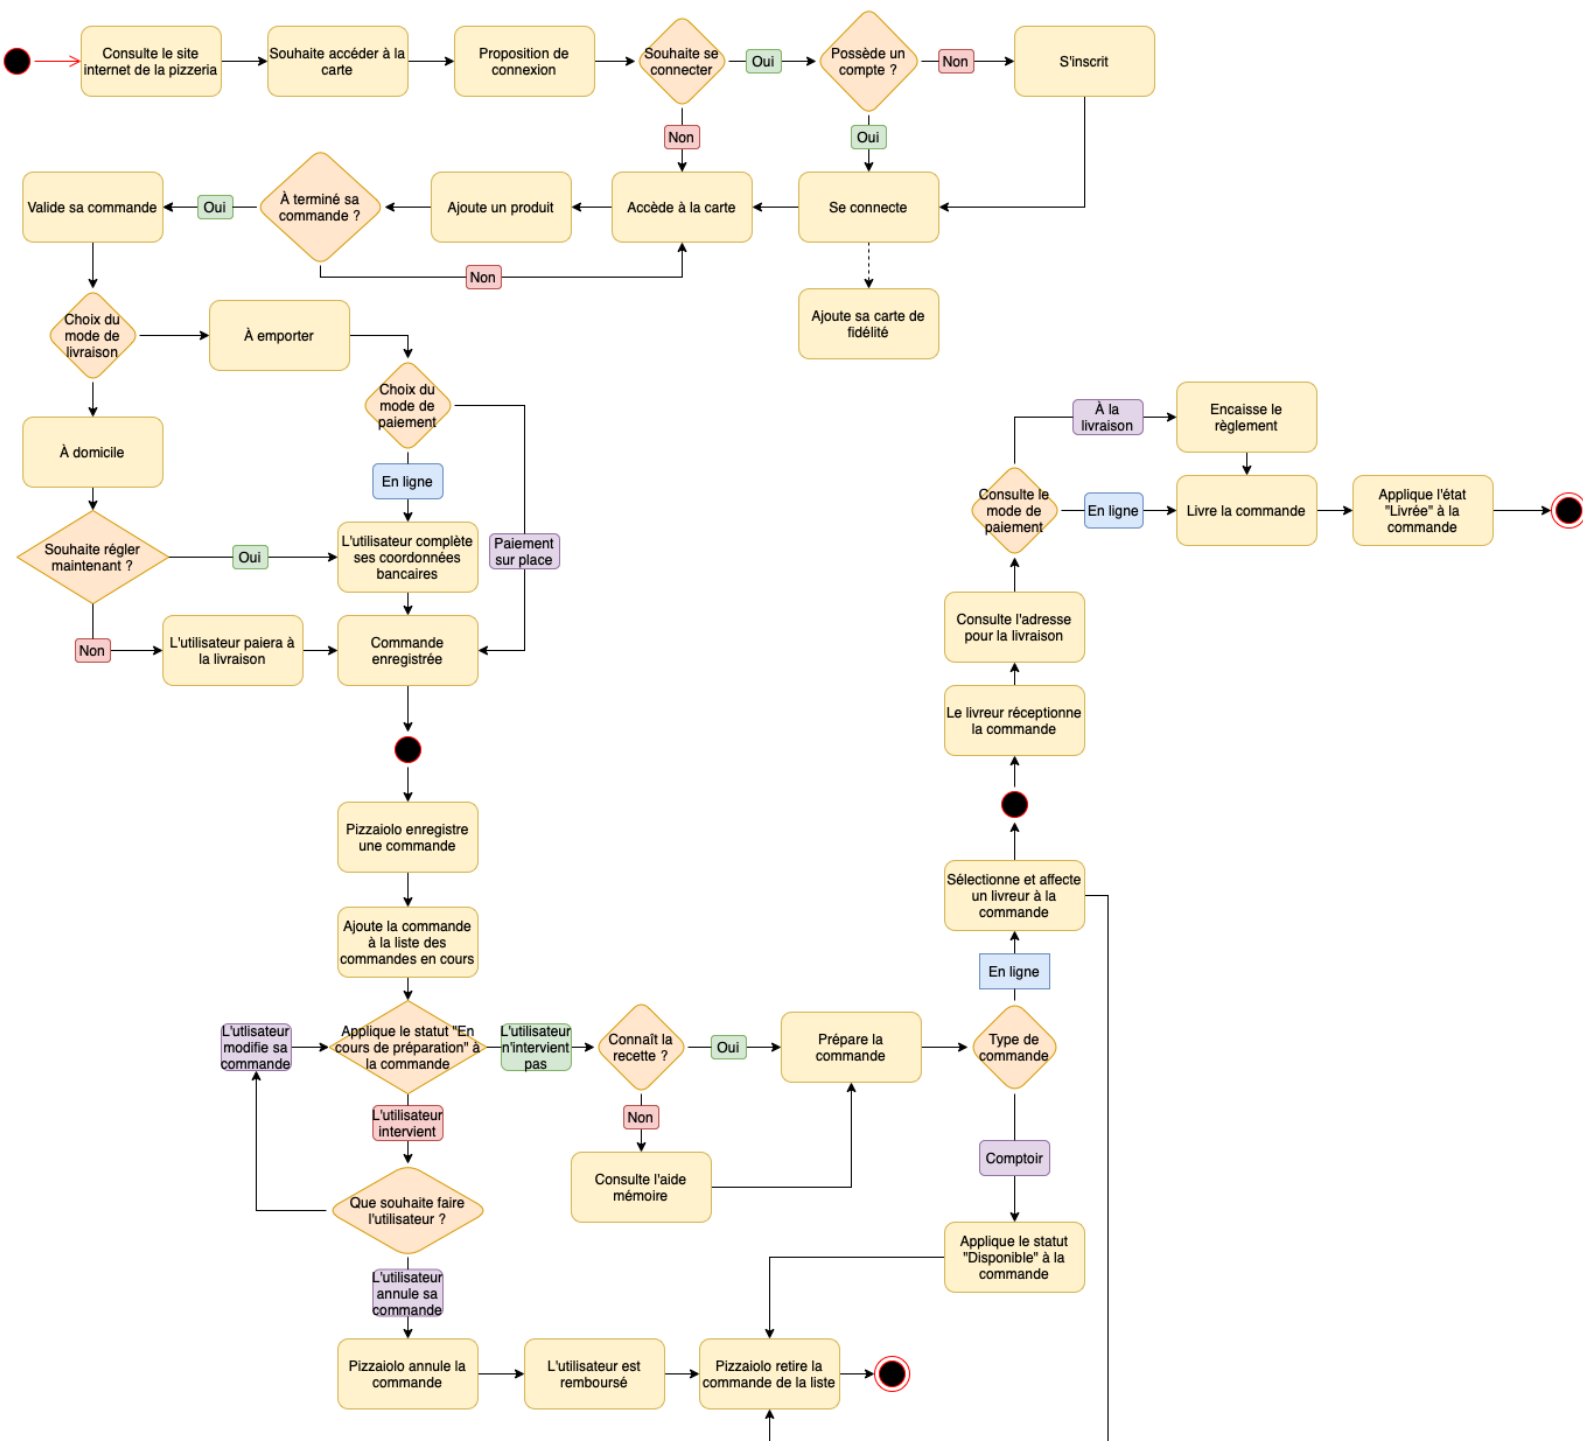 Consulte le site
internet de la pizzeria
Souhaite accéder à la
carte
Proposition de
connexion
Souhaite se
connecter
Oui
Possède un
compte ?
Non
S'inscrit
Non
Oui
Valide sa commande
Oui
À terminé sa
commande ?
Ajoute un produit
Accède à la carte
Se connecte
Non
Choix du
mode de
livraison
À emporter
Ajoute sa carte de
fidélité
Choix du
mode de
paiement
À la
livraison
Encaisse le
règlement
À domicile
En ligne
Consulte le
mode de
paiement
En ligne
Livre la commande
Applique l'état
"Livrée" à la
commande
Souhaite régler
maintenant ?
Oui
L'utilisateur complète
ses coordonnées
bancaires
Paiement
sur place
Consulte l'adresse
pour la livraison
Non
L'utilisateur paiera à
la livraison
Commande
enregistrée
Le livreur réceptionne
la commande
Pizzaiolo enregistre
une commande
Sélectionne et affecte
un livreur à la
commande
Ajoute la commande
à la liste des
commandes en cours
En ligne
L'utlisateur
modifie sa
commande
Applique le statut "En
cours de préparation" à
la commande
L'utilisateur
n'intervient
pas
Connaît la
recette ?
Oui
Prépare la
commande
Type de
commande
L'utilisateur
intervient
Non
Comptoir
Consulte l'aide
mémoire
Que souhaite faire
l'utilisateur ?
Applique le statut
"Disponible" à la
commande
L'utilisateur
annule sa
commande
Pizzaiolo annule la
commande
L'utilisateur est
remboursé
Pizzaiolo retire la
commande de la liste